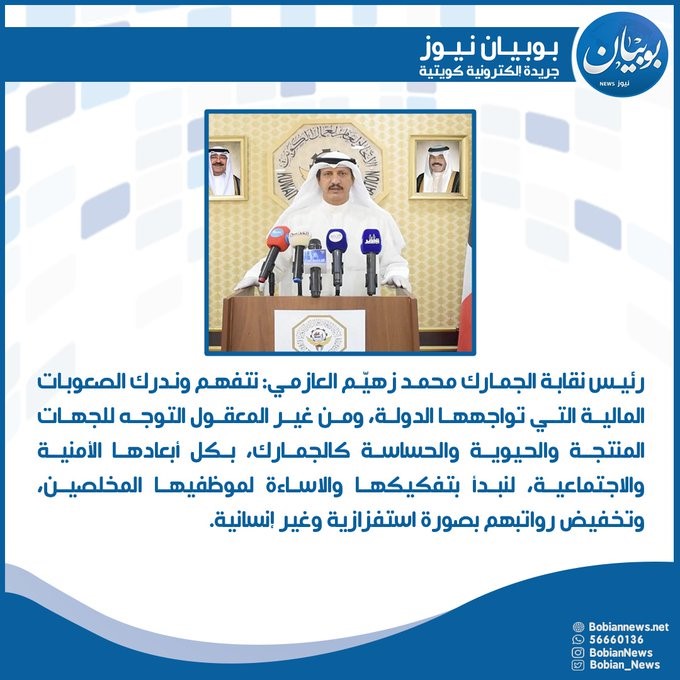 بوبيان نيوز
جريدة إلكترونية كويتية
بوبيان
نيوز NEWS
رئيس نقابة الجمارك محمد زهيّم العازمي: نتفهم وندرك الصعوبات
المالية التي تواجهها الدولة، ومن غير المعقول التوجه للجهات
المنتجة والحيوية والحساسة كالجمارك، بكل أبعادها الأمنية
والاجتماعية، لنبدأ بتفكيكها والاساءة لموظفيها المخلصين،
وتخفيض رواتبهم بصورة استفزازية وغير إنسانية.
Bobiannews.net
56660136
BobianNews
Bobian_News